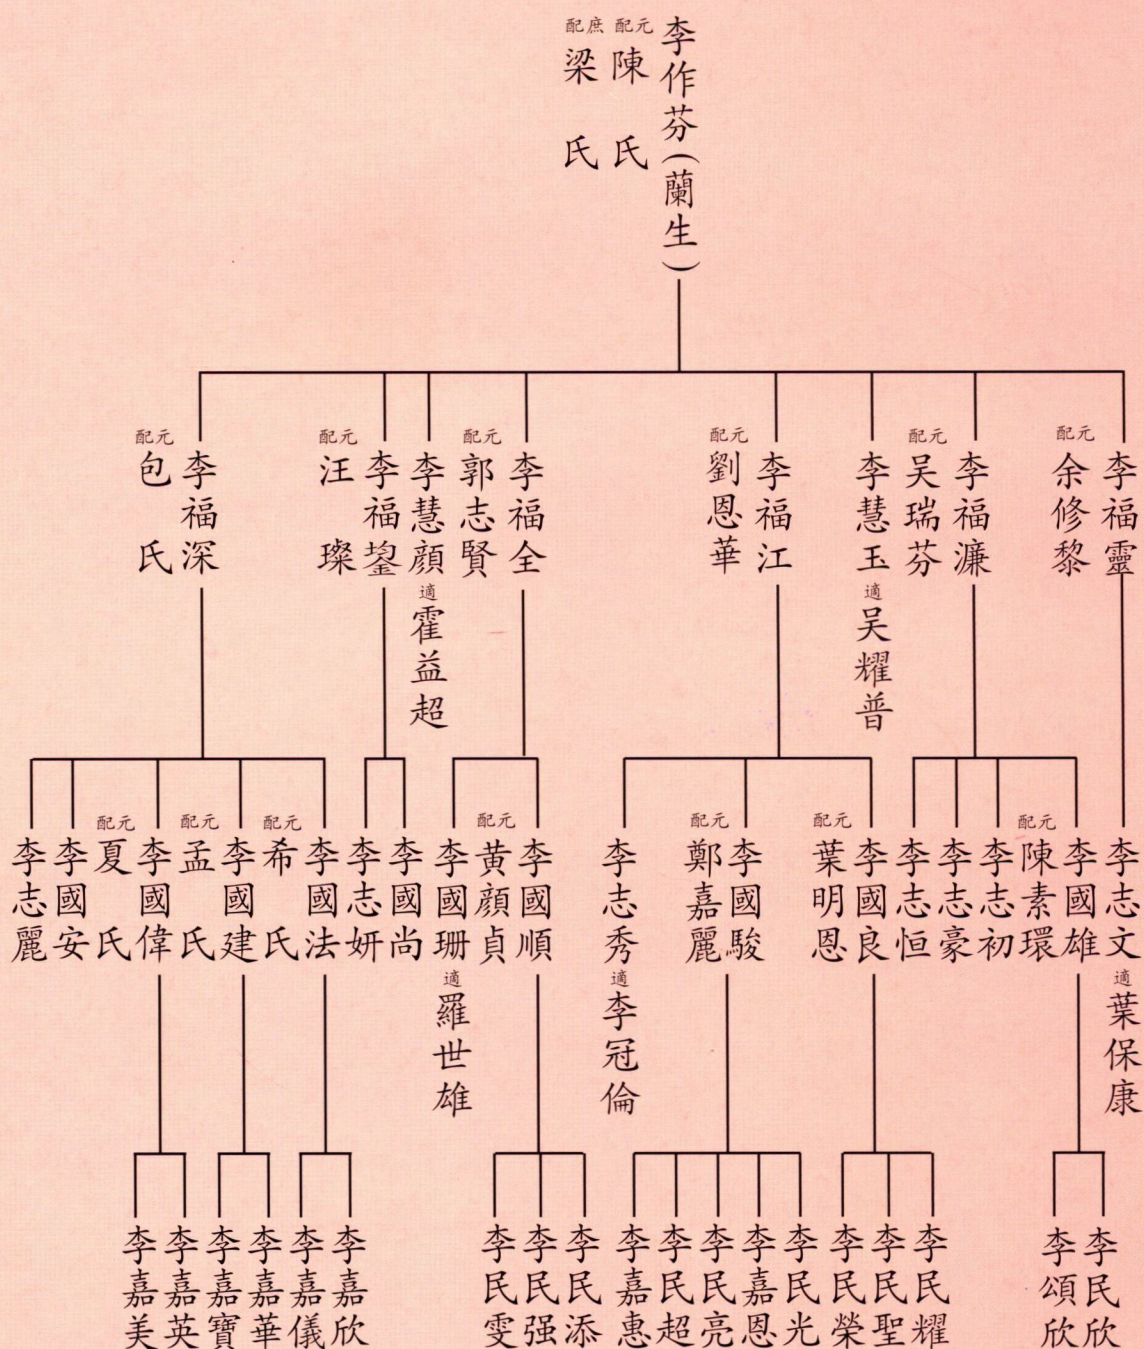 李作芬(蘭生)
元配
陳氏
庶配
梁氏
李福靈
元配
余修黎
李福濂
元配
吴瑞芬
李慧玉
適
吴耀普
李福江
元配
劉恩華
李福全
元配
郭志賢
李慧顔
適
霍益超
李福鋆
元配
汪璨
李福深
元配
包氏
李志文
適
葉保康
李國雄
元配
陳素環
李志初
李志豪
李志恒
李國良
元配
葉明恩
李國駿
元配
鄭嘉麗
李志秀
適
李冠倫
李國順
元配
黄顔貞
李國珊
適
羅世雄
李國尚
李志妍
李國法
元配
希氏
李國建
元配
孟氏
李國偉
元配
夏氏
李國安
李志麗
李民欣
李頌欣
李民耀
李民聖
李民榮
李民光
李嘉恩
李民亮
李民超
李嘉惠
李民添
李民强
李民雯
李嘉欣
李嘉儀
李嘉華
李嘉寶
李嘉英
李嘉美